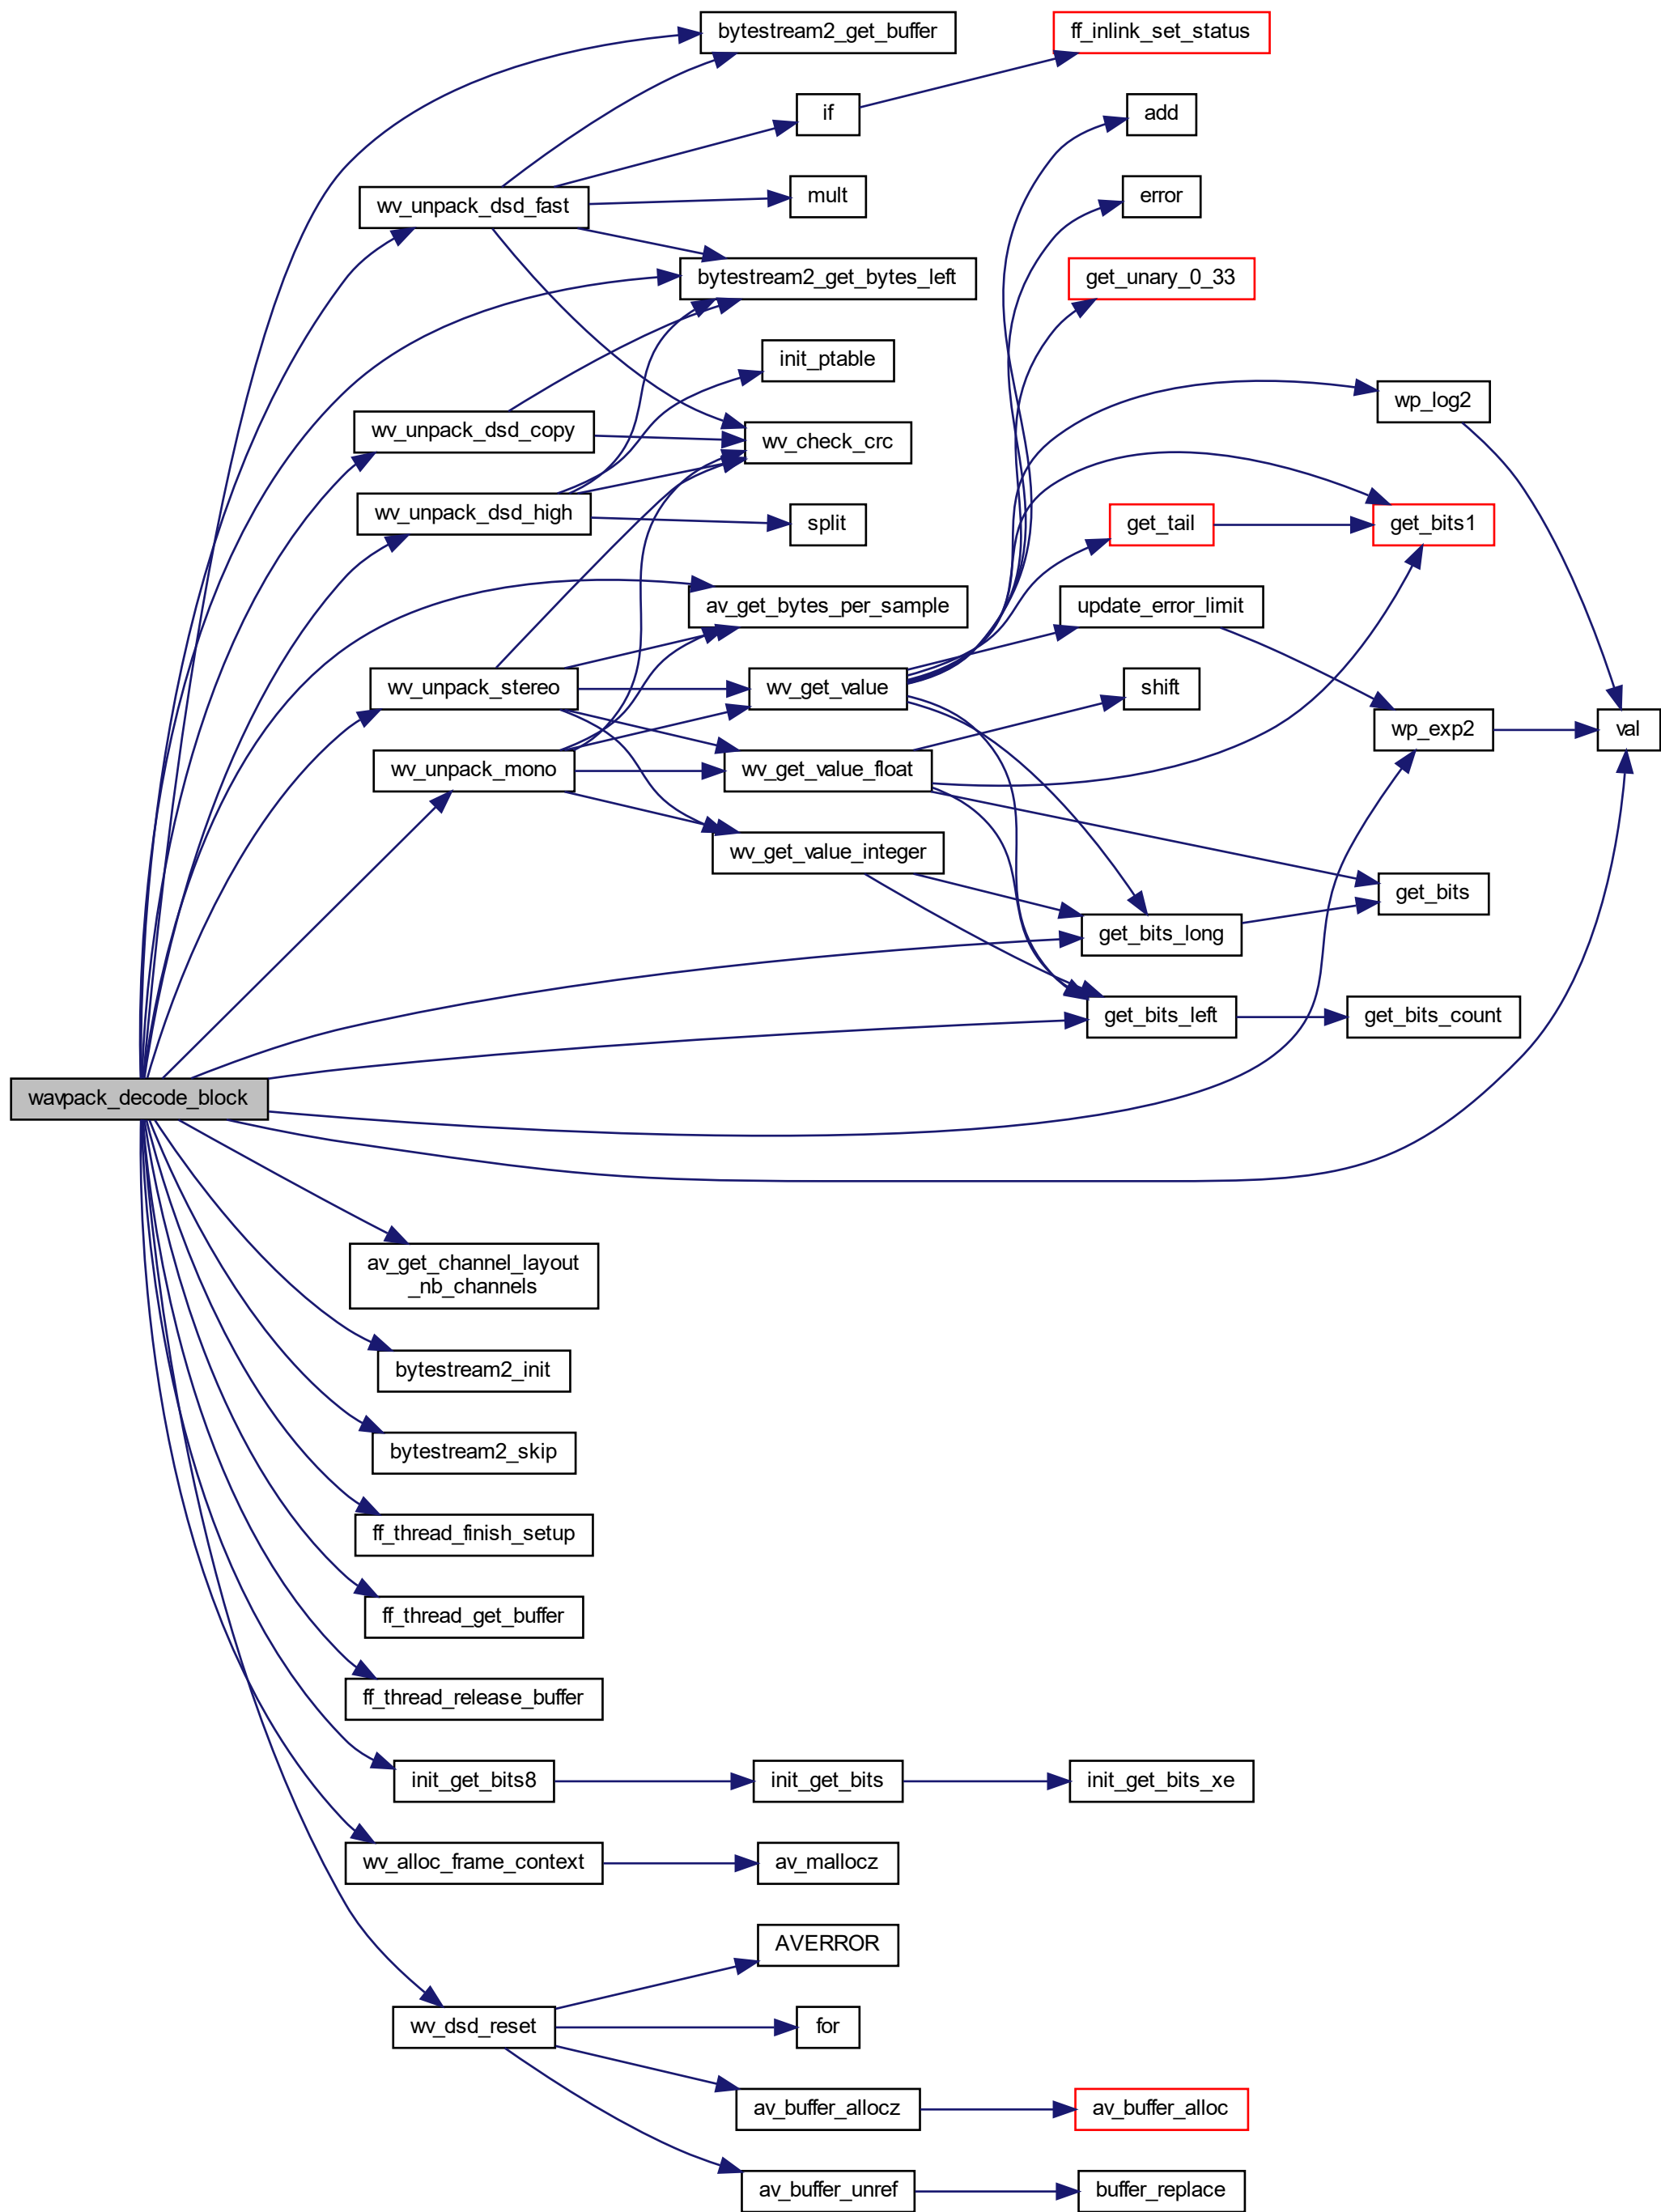 bytestream2_get_buffer
ff_inlink_set_status
if
add
mult
error
wv_unpack_dsd_fast
bytestream2_get_bytes_left
get_unary_0_33
init_ptable
wp_log2
wv_unpack_dsd_copy
wv_check_crc
wv_unpack_dsd_high
split
get_tail
get_bits1
av_get_bytes_per_sample
update_error_limit
wv_unpack_stereo
wv_get_value
shift
wp_exp2
val
wv_unpack_mono
wv_get_value_float
wv_get_value_integer
get_bits
get_bits_long
get_bits_left
get_bits_count
wavpack_decode_block
av_get_channel_layout
_nb_channels
bytestream2_init
bytestream2_skip
ff_thread_finish_setup
ff_thread_get_buffer
ff_thread_release_buffer
init_get_bits8
init_get_bits
init_get_bits_xe
wv_alloc_frame_context
av_mallocz
AVERROR
wv_dsd_reset
for
av_buffer_allocz
av_buffer_alloc
av_buffer_unref
buffer_replace